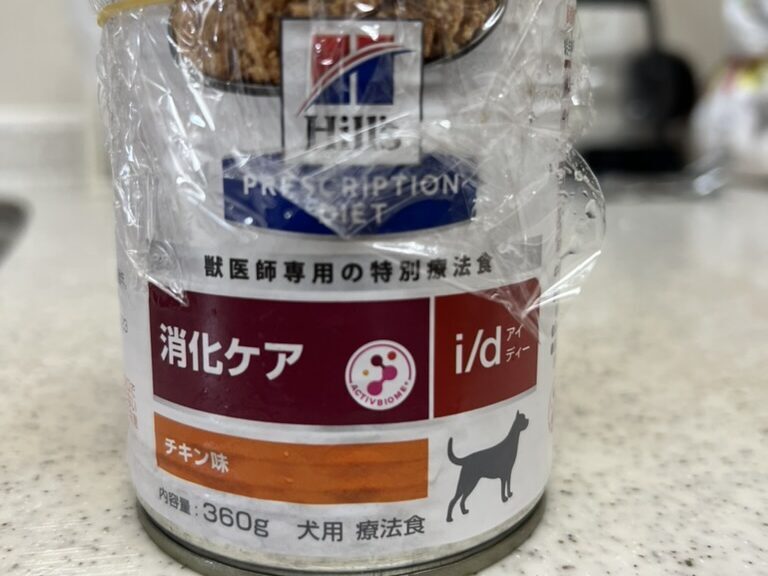 Hill's
PRESCRIPTION
DIET
獣医師専用の特別療法食
消化ケア
ACTIVBIOME+
i/d
アイ
ディー
チキン味
内容量:360g 犬用 療法食